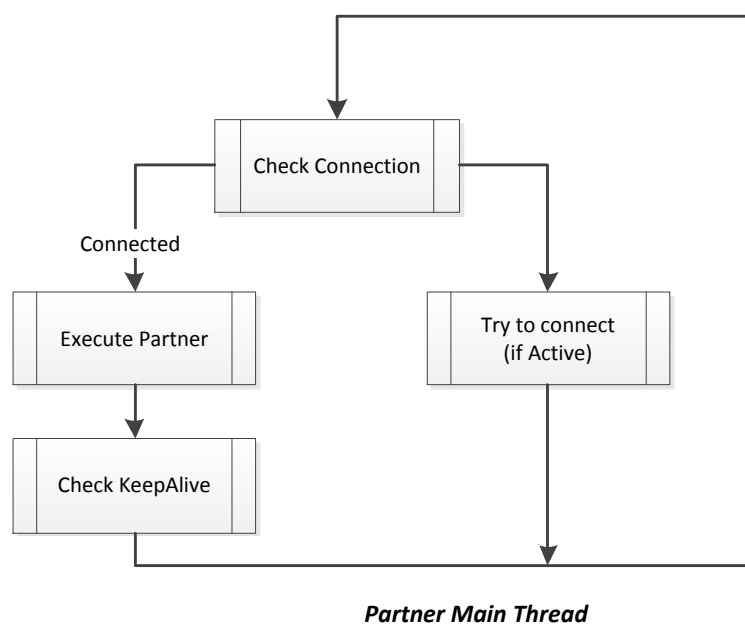 Check Connection
Connected
Execute Partner
Try to connect
(if Active)
Check KeepAlive
Partner Main Thread